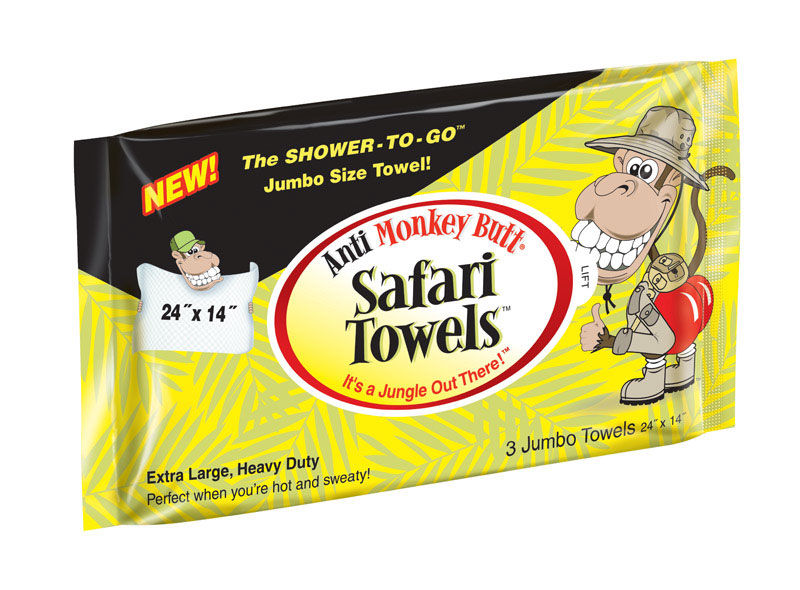 NEW!
The SHOWER-TO-GO™
Jumbo Size Towel!
24″ x 14″
Anti Monkey Butt®
Safari
Towels™
It's a Jungle Out There!™
LIFT
3 Jumbo Towels 24″ x 14″
Extra Large, Heavy Duty
Perfect when you're hot and sweaty!